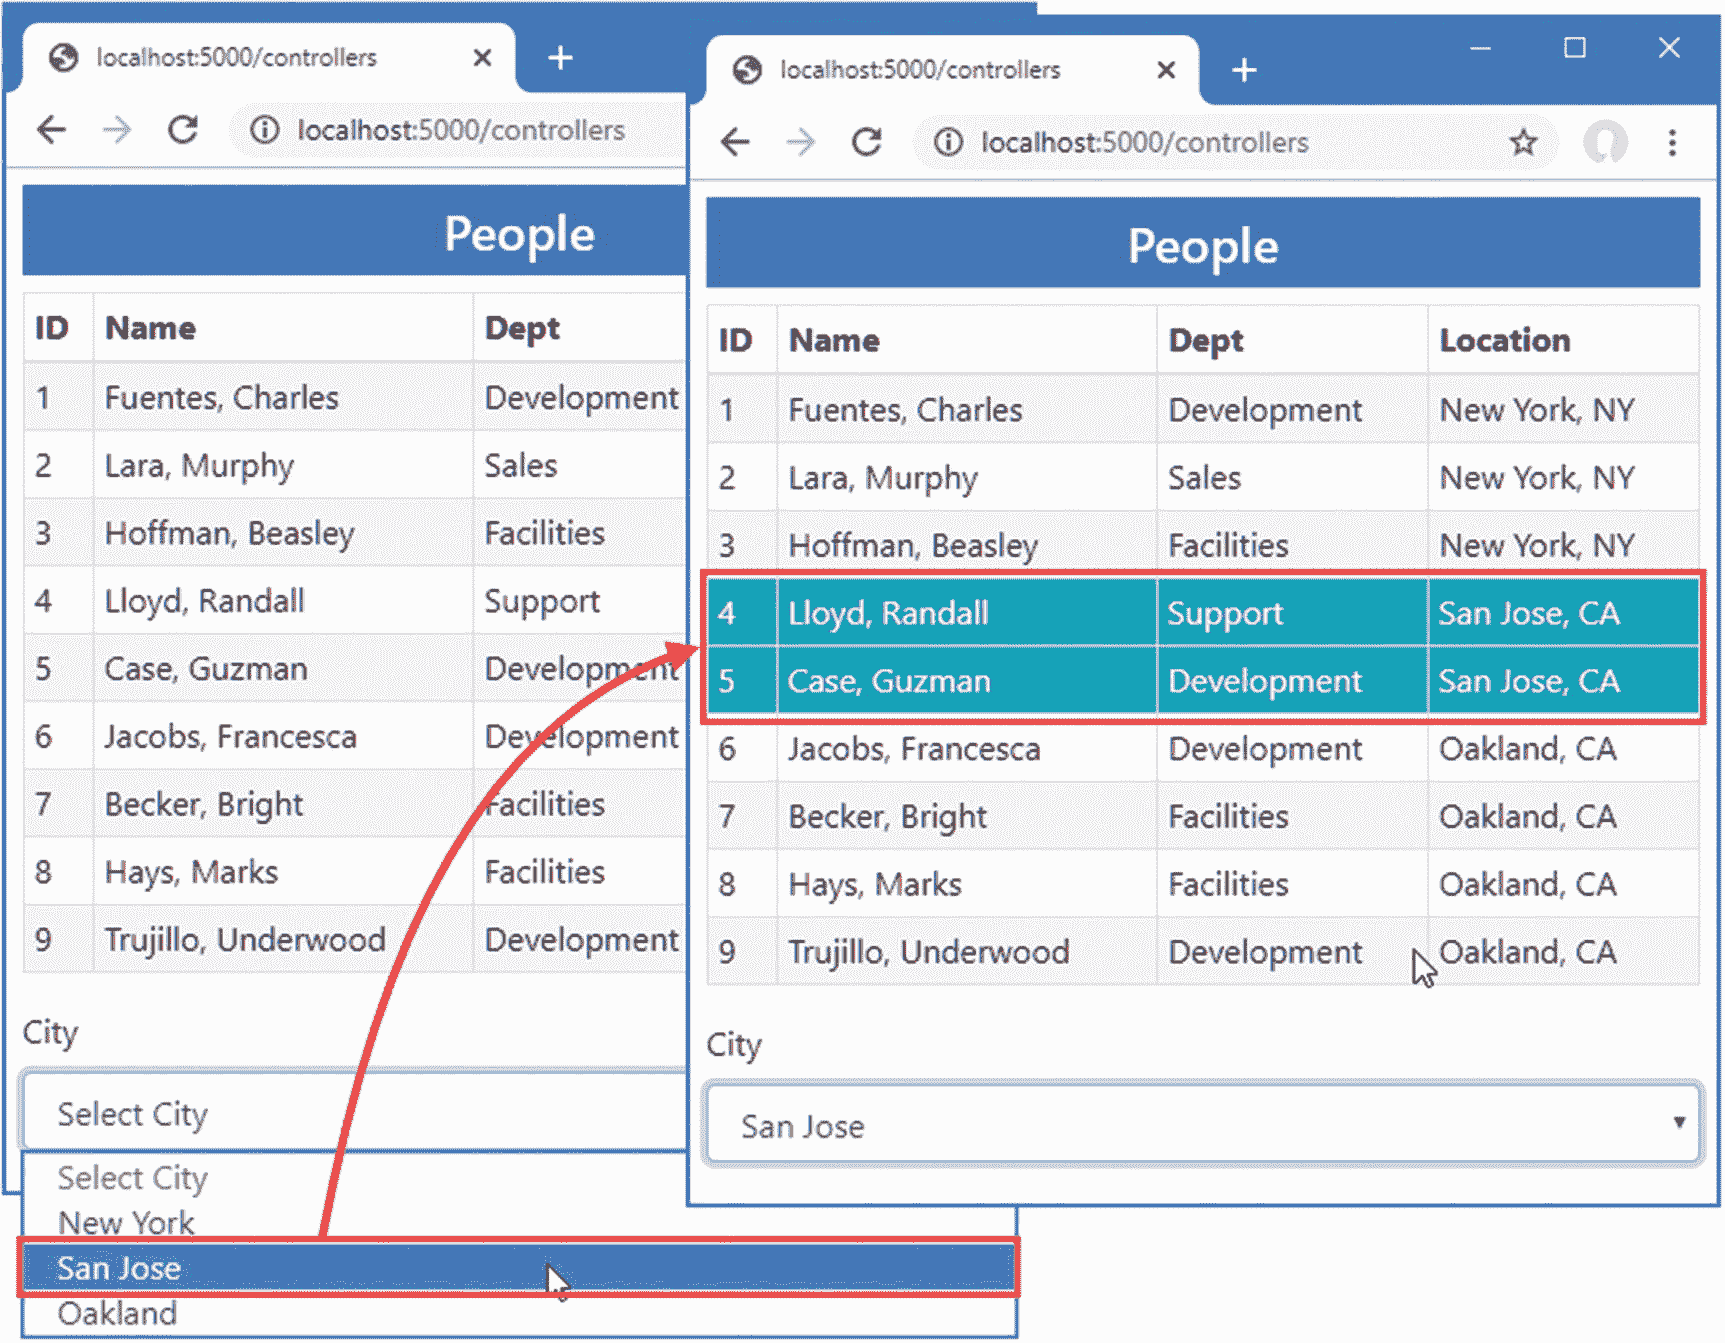 localhost:5000/controllers
localhost:5000/controllers
People
ID Name Dept
1 Fuentes, Charles Development
2 Lara, Murphy Sales
3 Hoffman, Beasley Facilities
4 Lloyd, Randall Support
5 Case, Guzman Development
6 Jacobs, Francesca Development
7 Becker, Bright Facilities
8 Hays, Marks Facilities
9 Trujillo, Underwood Development
City
Select City
Select City
New York
San Jose
Oakland
localhost:5000/controllers
localhost:5000/controllers
People
ID Name Dept Location
1 Fuentes, Charles Development New York, NY
2 Lara, Murphy Sales New York, NY
3 Hoffman, Beasley Facilities New York, NY
4 Lloyd, Randall Support San Jose, CA
5 Case, Guzman Development San Jose, CA
6 Jacobs, Francesca Development Oakland, CA
7 Becker, Bright Facilities Oakland, CA
8 Hays, Marks Facilities Oakland, CA
9 Trujillo, Underwood Development Oakland, CA
City
San Jose